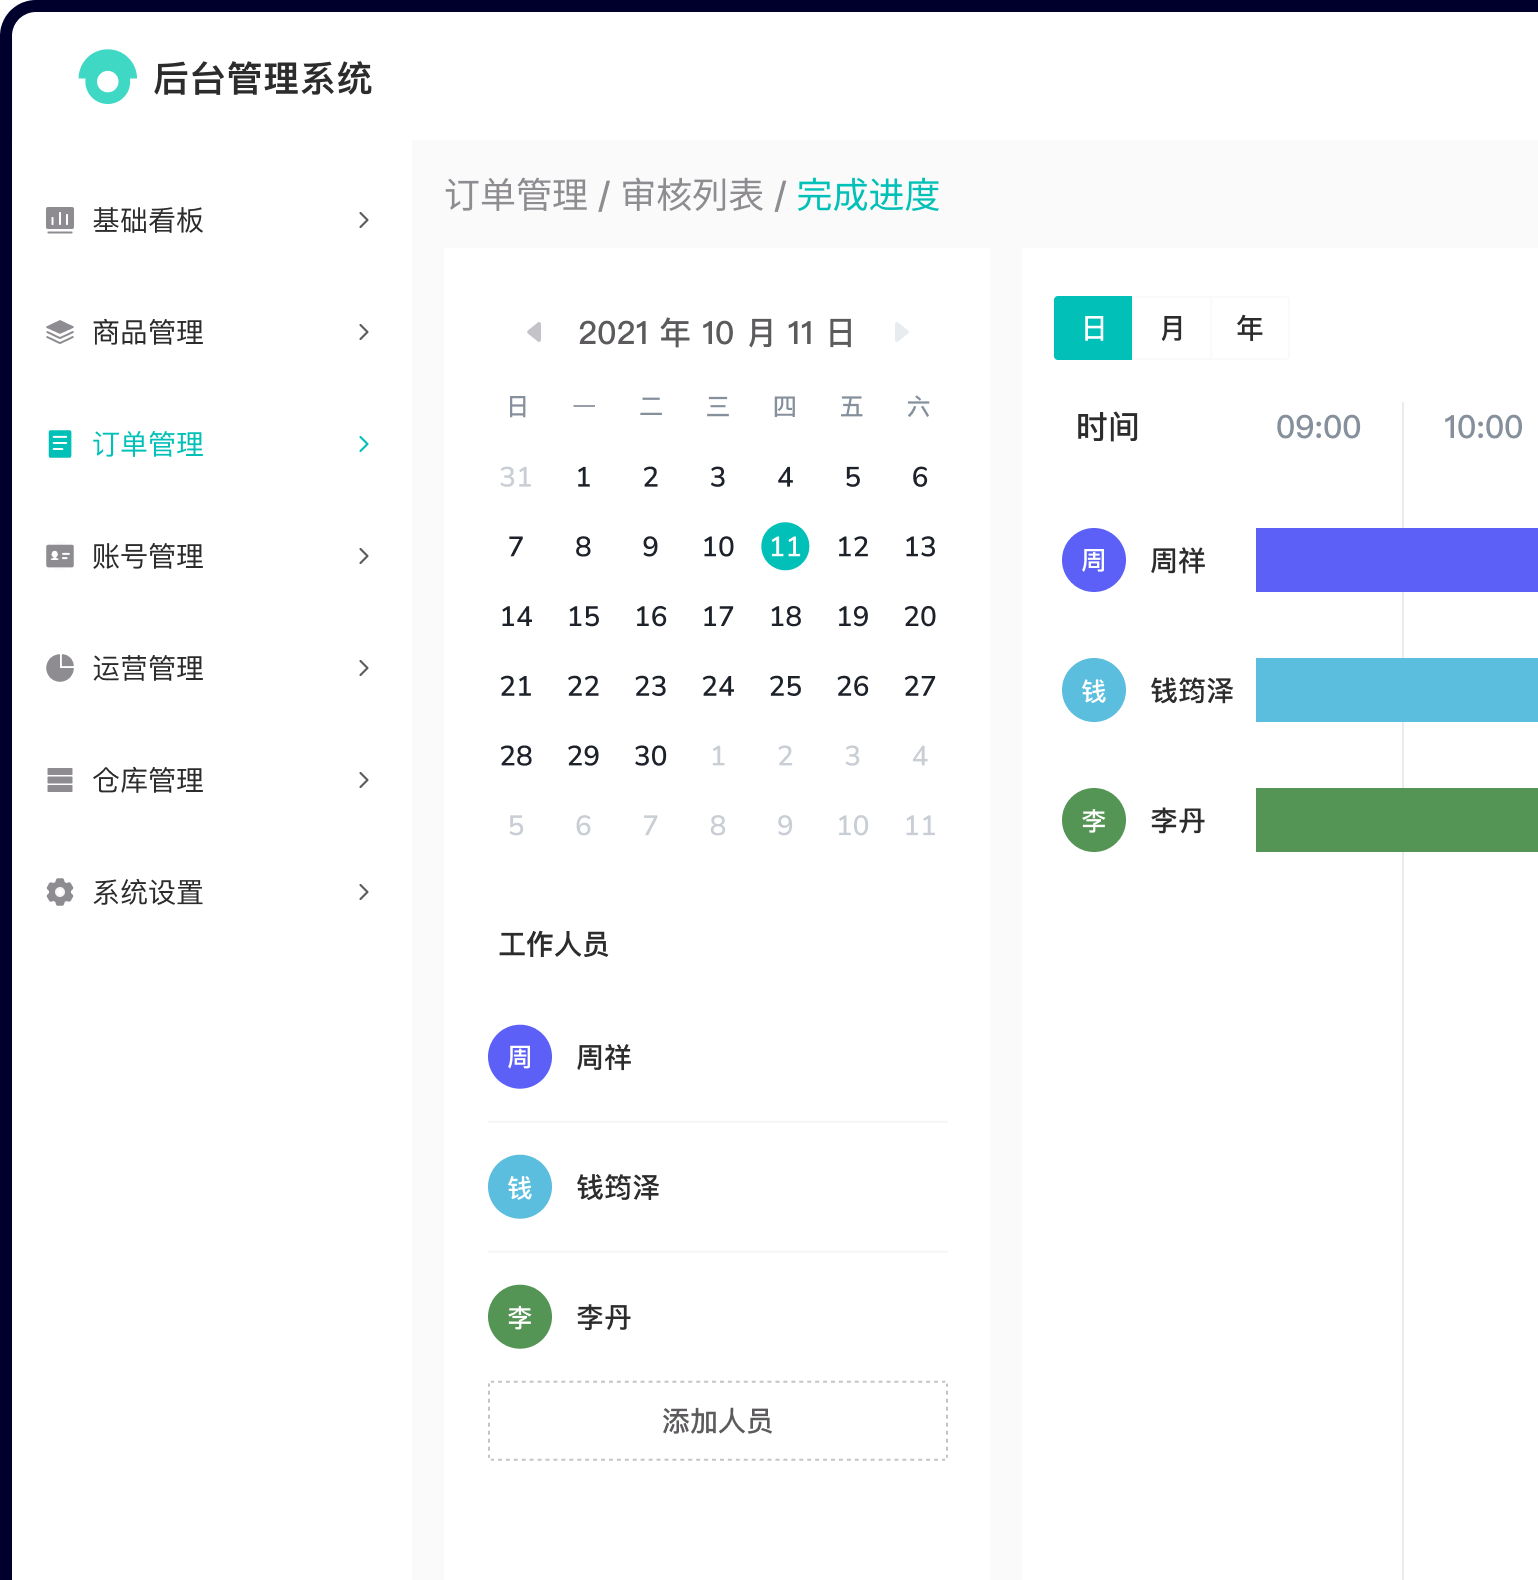 后台管理系统
基础看板
商品管理
订单管理
账号管理
运营管理
仓库管理
系统设置
订单管理 / 审核列表 / 完成进度
2021 年 10 月 11 日
日 一 二 三 四 五 六
31 1 2 3 4 5 6
7 8 9 10 11 12 13
14 15 16 17 18 19 20
21 22 23 24 25 26 27
28 29 30 1 2 3 4
5 6 7 8 9 10 11
工作人员
周 周祥
钱 钱筠泽
李 李丹
添加人员
日 月 年
时间 09:00 10:00
周 周祥
钱 钱筠泽
李 李丹